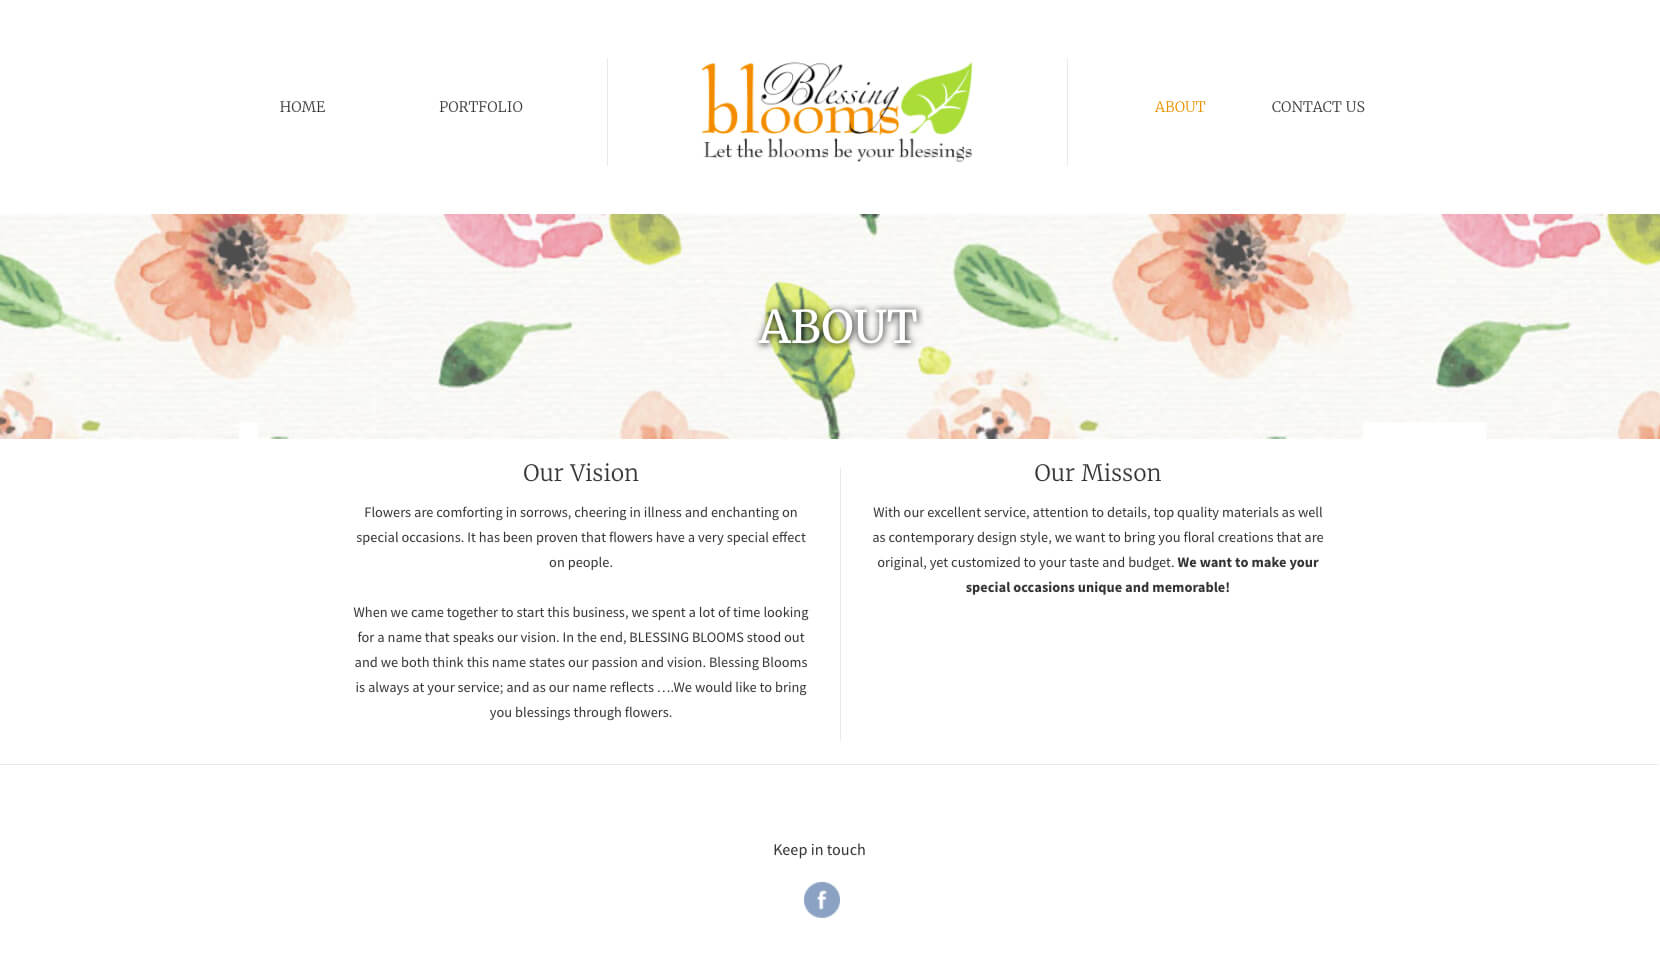 HOME
PORTFOLIO
Blessing
blooms
Let the blooms be your blessings
ABOUT
CONTACT US
ABOUT
Our Vision
Flowers are comforting in sorrows, cheering in illness and enchanting on
special occasions. It has been proven that flowers have a very special effect
on people.
When we came together to start this business, we spent a lot of time looking
for a name that speaks our vision. In the end, BLESSING BLOOMS stood out
and we both think this name states our passion and vision. Blessing Blooms
is always at your service; and as our name reflects ….We would like to bring
you blessings through flowers.
Our Misson
With our excellent service, attention to details, top quality materials as well
as contemporary design style, we want to bring you floral creations that are
original, yet customized to your taste and budget. We want to make your
special occasions unique and memorable!
Keep in touch
f